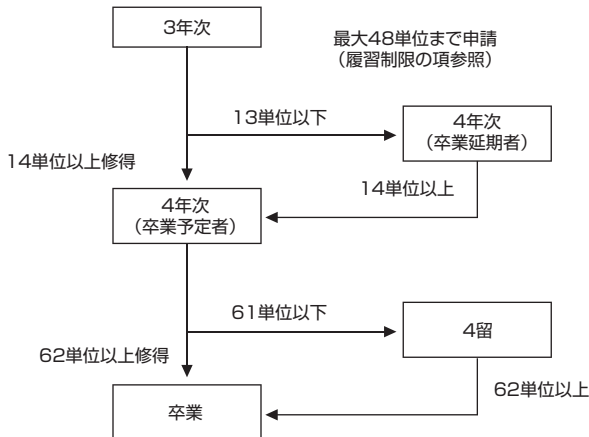 3年次
最大48単位まで申請
（履習制限の項参照）
13単位以下
4年次
（卒業延期者）
14単位以上修得
14単位以上
4年次
（卒業予定者）
61単位以下
4留
62単位以上修得
62単位以上
卒業